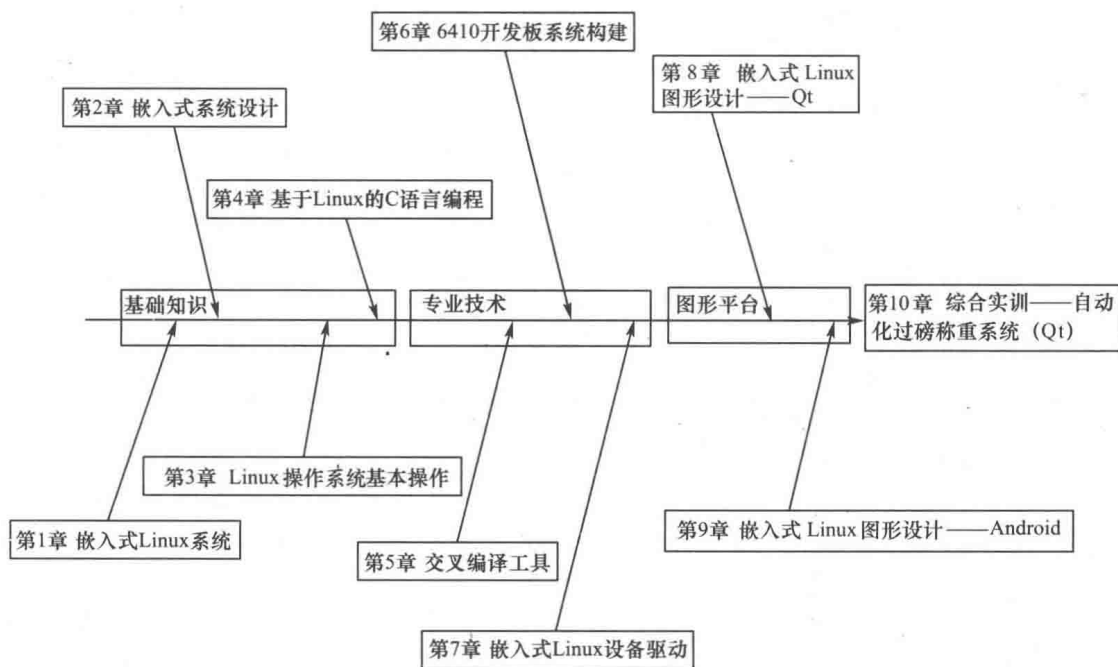 第6章 6410开发板系统构建
第 8章 嵌入式 Linux
图形设计——Qt
第2章 嵌入式系统设计
第4章 基于Linux的C语言编程
基础知识
专业技术
图形平台
第10章 综合实训——自动
化过磅称重系统（Qt）
第3章 Linux 操作系统基本操作
第1章 嵌入式Linux系统
第5章 交叉编译工具
第9章 嵌入式 Linux 图形设计——Android
第7章 嵌入式Linux设备驱动